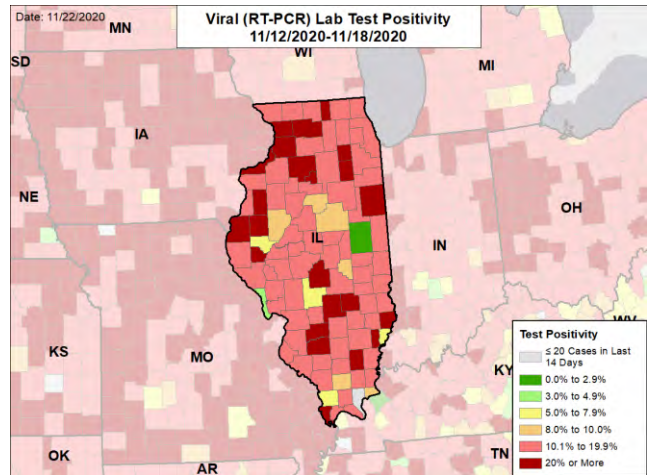 Date: 11/22/2020
Viral (RT-PCR) Lab Test Positivity
11/12/2020-11/18/2020
MN
WI
SD
MI
IA
NE
OH
IL
IN
WV
KS
MO
KY
OK
AR
TN
Test Positivity
≤ 20 Cases in Last
14 Days
0.0% to 2.9%
3.0% to 4.9%
5.0% to 7.9%
8.0% to 10.0%
10.1% to 19.9%
20% or More